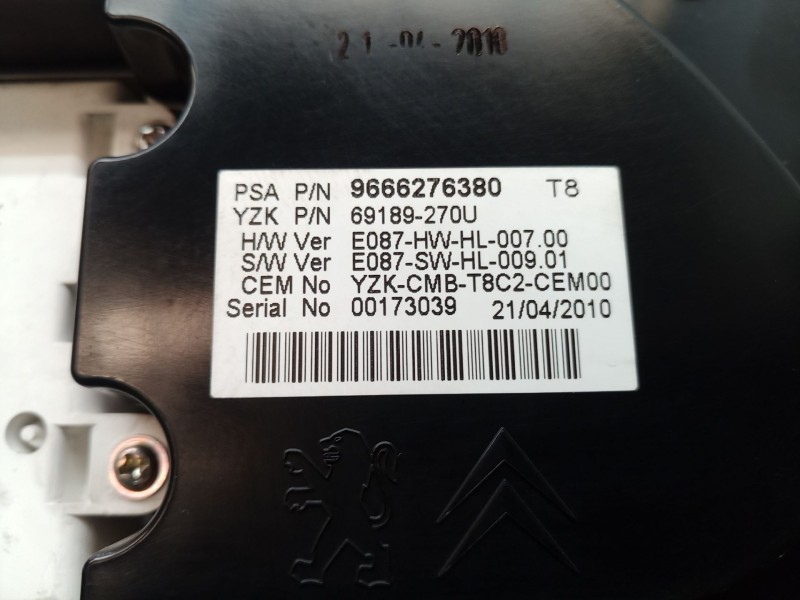 21-04-2010
PSA P/N 9666276380 T8
YZK P/N 69189-270U
H/W Ver E087-HW-HL-007.00
S/W Ver E087-SW-HL-009.01
CEM No YZK-CMB-T8C2-CEM00
Serial No 00173039 21/04/2010